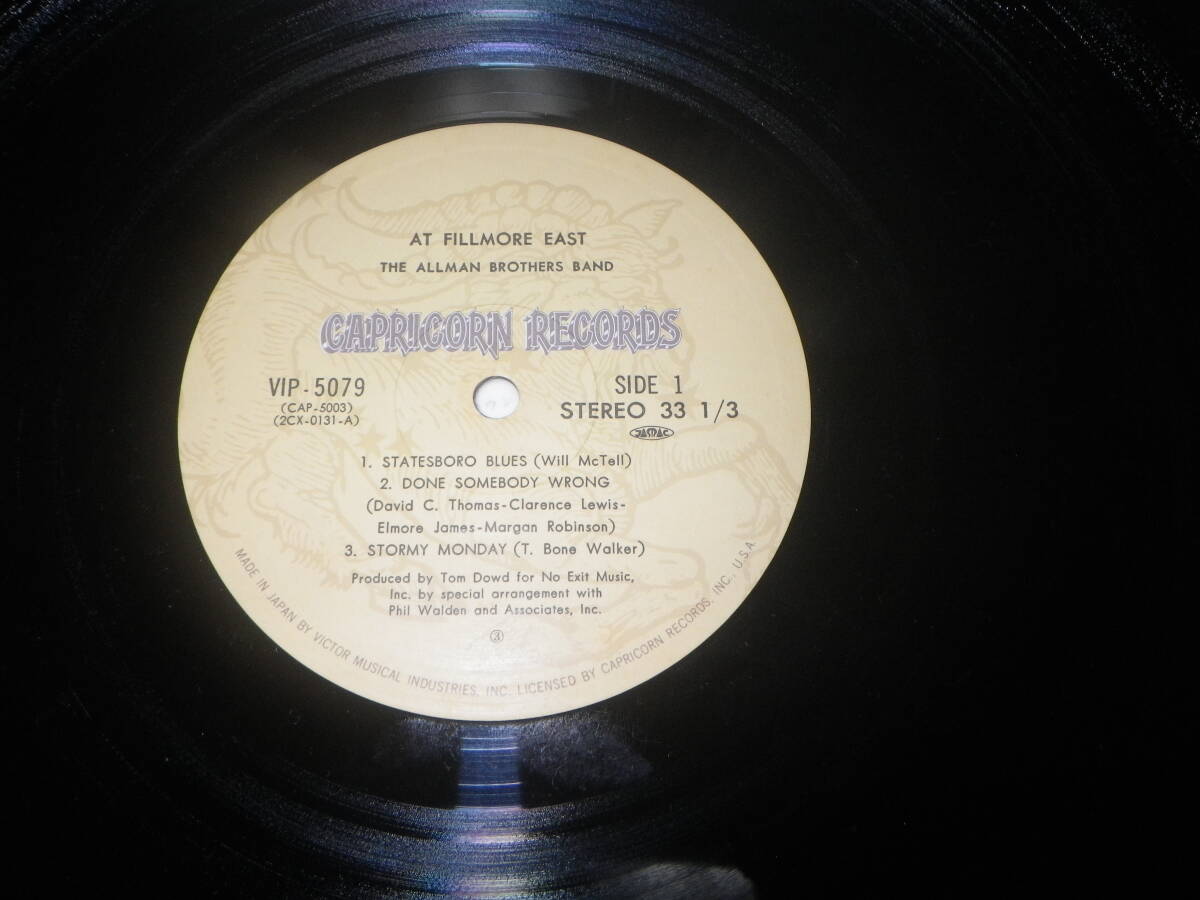 AT FILLMORE EAST
THE ALLMAN BROTHERS BAND
CAPRICORN RECORDS
VIP-5079
(CAP-5003)
(2CX-0131-A)
SIDE 1
STEREO 33 1/3
JASRAC
1. STATESBORO BLUES (Will McTell)
2. DONE SOMEBODY WRONG
(David C. Thomas-Clarence Lewis-
Elmore James-Margan Robinson)
3. STORMY MONDAY (T. Bone Walker)
Produced by Tom Dowd for No Exit Music,
Inc. by special arrangement with
Phil Walden and Associates, Inc.
③
MADE IN JAPAN BY VICTOR MUSICAL INDUSTRIES, INC. LICENSED BY CAPRICORN RECORDS, INC., U.S.A.